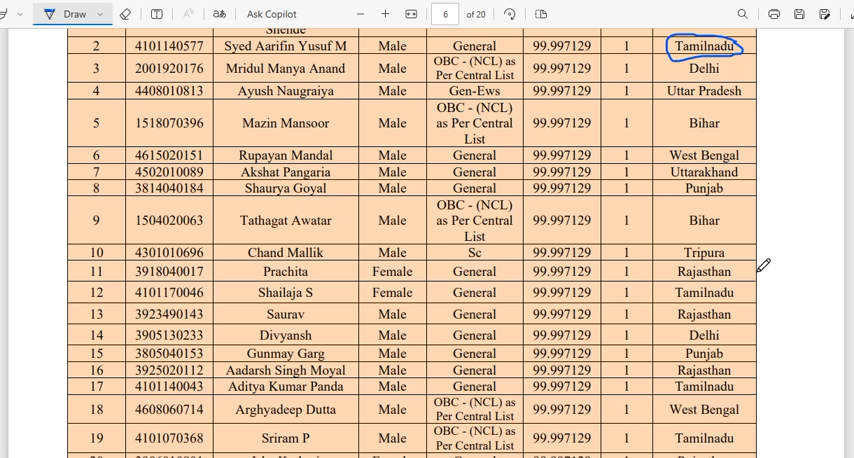 Draw
Ask Copilot
6 of 20
Shende
2 4101140577 Syed Aarifin Yusuf M Male General 99.997129 1 Tamilnadu
3 2001920176 Mridul Manya Anand Male OBC - (NCL) as Per Central List 99.997129 1 Delhi
4 4408010813 Ayush Naugraiya Male Gen-Ews 99.997129 1 Uttar Pradesh
5 1518070396 Mazin Mansoor Male OBC - (NCL) as Per Central List 99.997129 1 Bihar
6 4615020151 Rupayan Mandal Male General 99.997129 1 West Bengal
7 4502010089 Akshat Pangaria Male General 99.997129 1 Uttarakhand
8 3814040184 Shaurya Goyal Male General 99.997129 1 Punjab
9 1504020063 Tathagat Awatar Male OBC - (NCL) as Per Central List 99.997129 1 Bihar
10 4301010696 Chand Mallik Male Sc 99.997129 1 Tripura
11 3918040017 Prachita Female General 99.997129 1 Rajasthan
12 4101170046 Shailaja S Female General 99.997129 1 Tamilnadu
13 3923490143 Saurav Male General 99.997129 1 Rajasthan
14 3905130233 Divyansh Male General 99.997129 1 Delhi
15 3805040153 Gunmay Garg Male General 99.997129 1 Punjab
16 3925020112 Aadarsh Singh Moyal Male General 99.997129 1 Rajasthan
17 4101140043 Aditya Kumar Panda Male General 99.997129 1 Tamilnadu
18 4608060714 Arghyadeep Dutta Male OBC - (NCL) as Per Central List 99.997129 1 West Bengal
19 4101070368 Sriram P Male OBC - (NCL) as Per Central List 99.997129 1 Tamilnadu